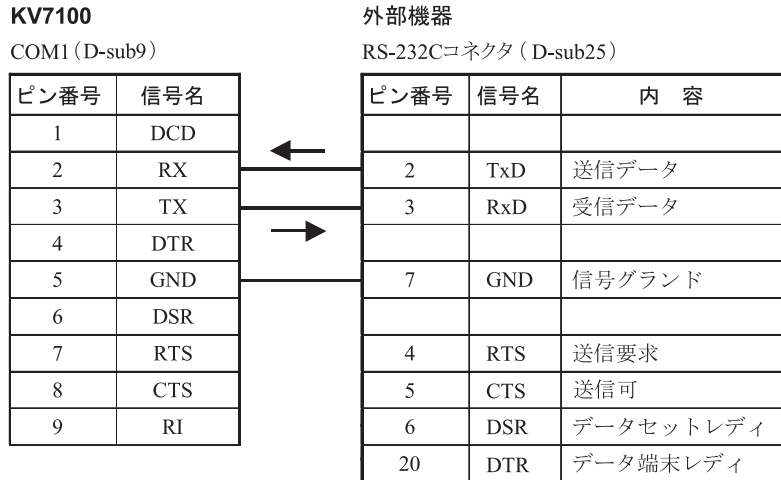 KV7100 外部機器
COM1(D-sub9) RS-232Cコネクタ(D-sub25)
ピン番号 信号名 ピン番号 信号名 内 容
1 DCD
2 RX 2 TxD 送信データ
3 TX 3 RxD 受信データ
4 DTR
5 GND 7 GND 信号グランド
6 DSR
7 RTS 4 RTS 送信要求
8 CTS 5 CTS 送信可
9 RI 6 DSR データセットレディ
20 DTR データ端末レディ